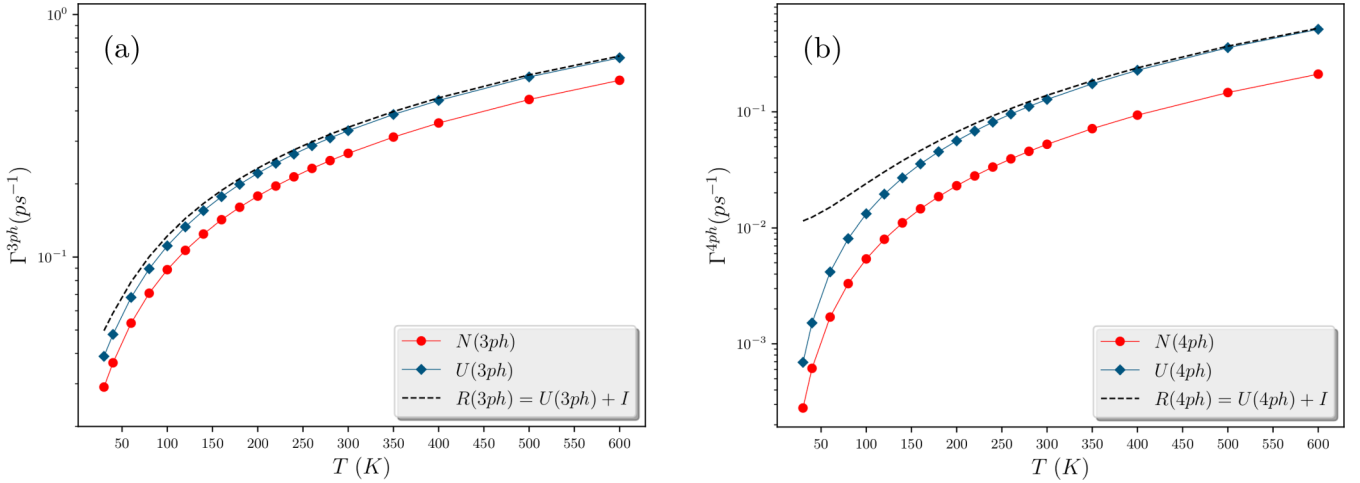 (a)
Γ^{3ph}(ps^{-1})
10^0
10^{-1}
N(3ph)
U(3ph)
R(3ph) = U(3ph) + I
50 100 150 200 250 300 350 400 450 500 550 600
T (K)
(b)
Γ^{4ph}(ps^{-1})
10^{-1}
10^{-2}
10^{-3}
N(4ph)
U(4ph)
R(4ph) = U(4ph) + I
50 100 150 200 250 300 350 400 450 500 550 600
T (K)